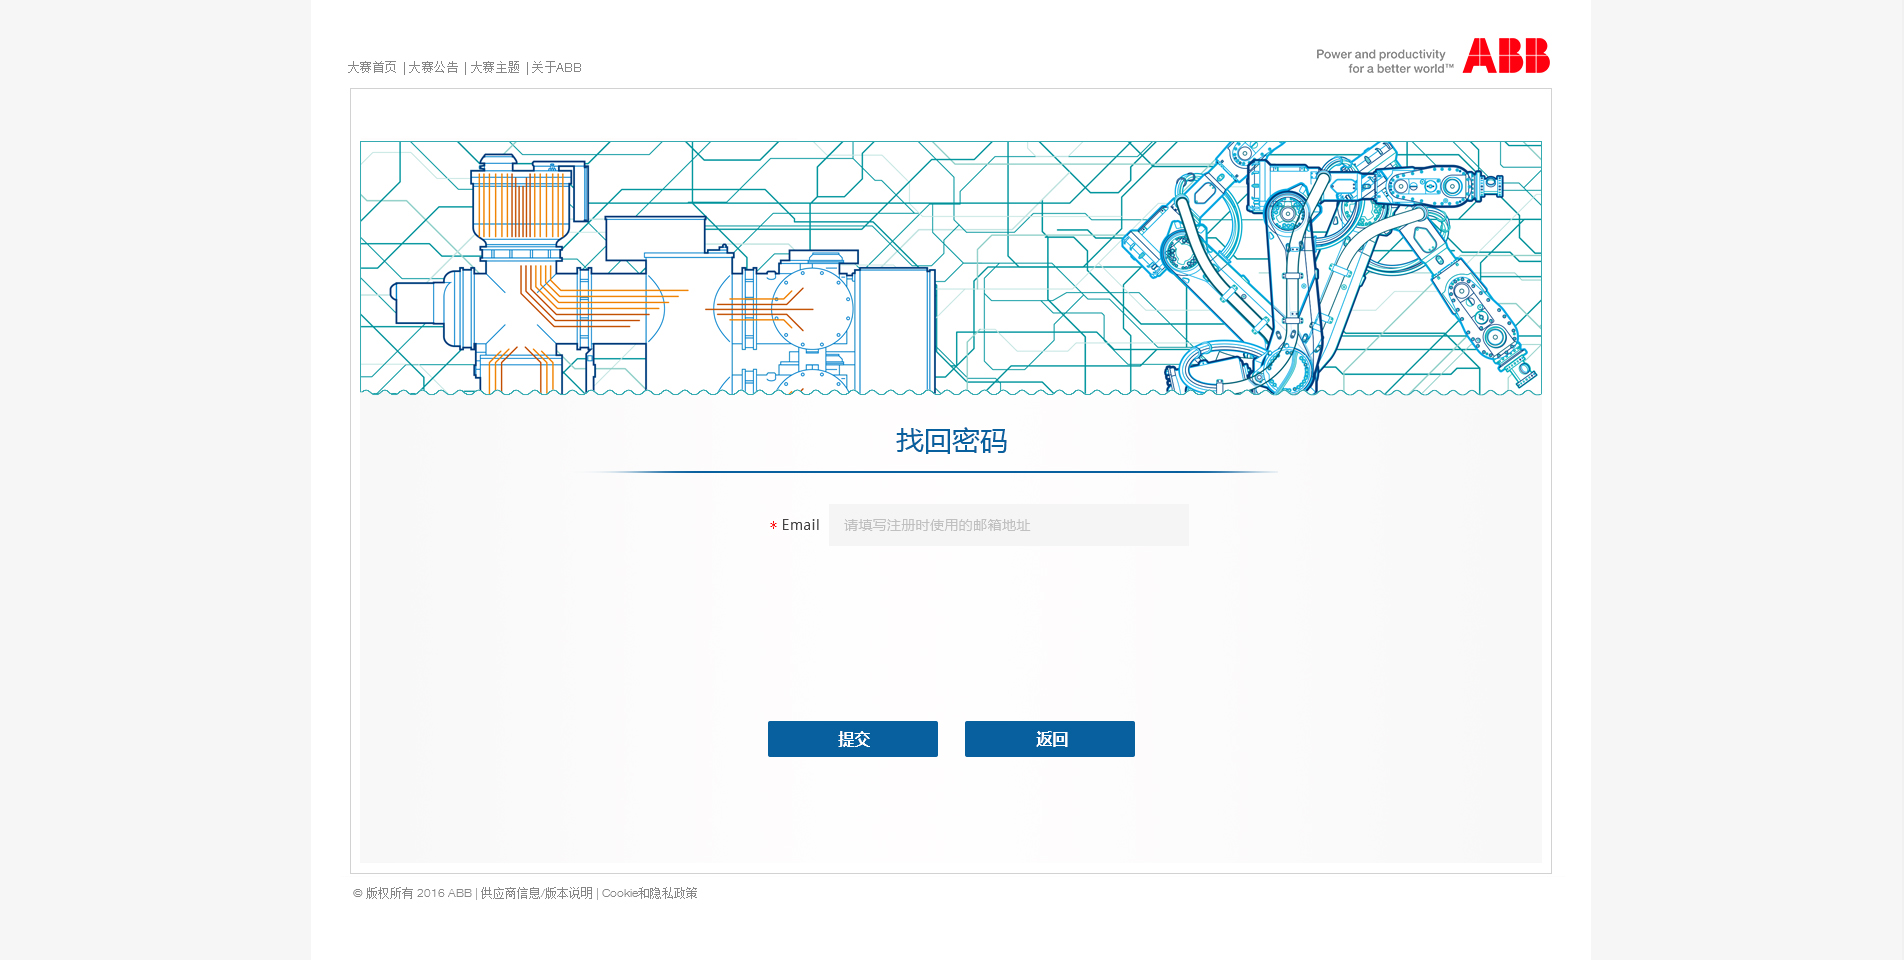 大赛首页 | 大赛公告 | 大赛主题 | 关于ABB
Power and productivity
for a better world™
ABB
找回密码
* Email 请填写注册时使用的邮箱地址
提交 返回
© 版权所有 2016 ABB | 供应商信息/版本说明 | Cookie和隐私政策